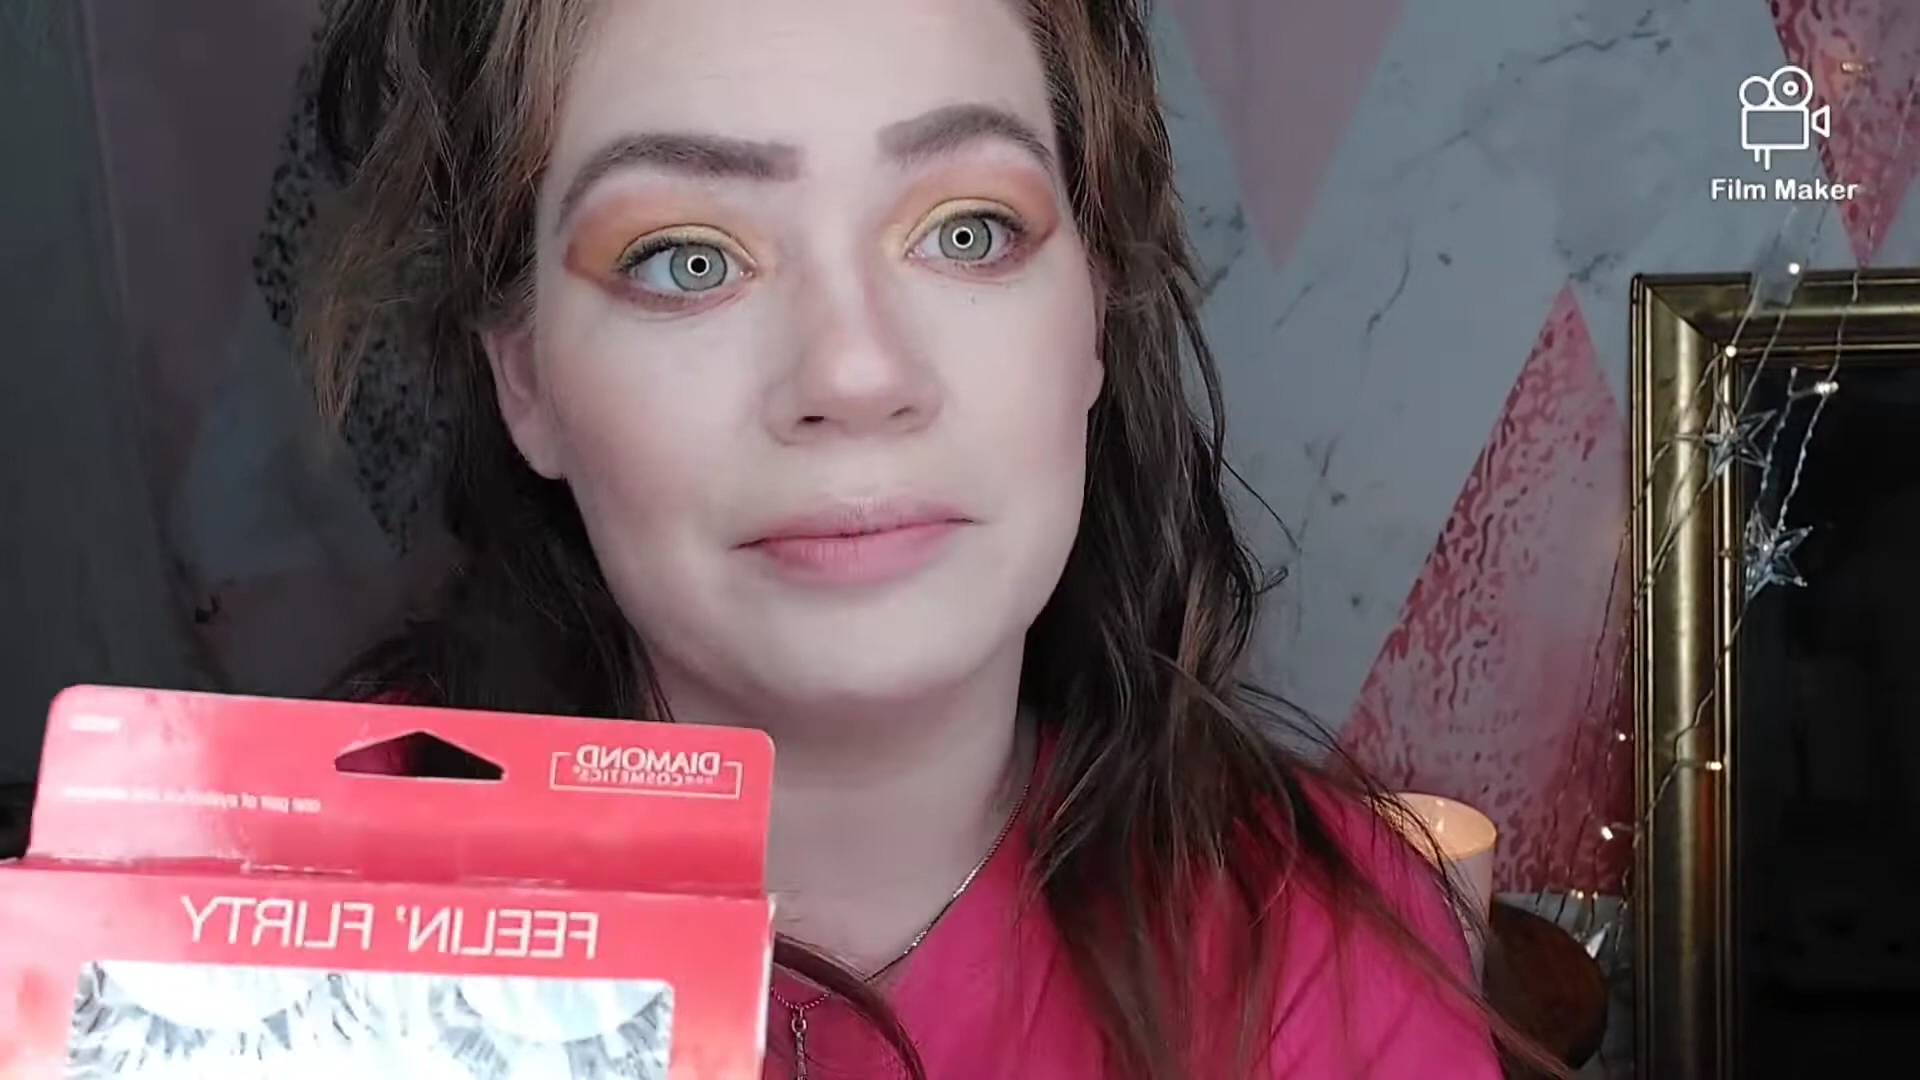 Film Maker
DIAMOND
COSMETICS
one pair of eyelashes
FEELIN' FLIRTY